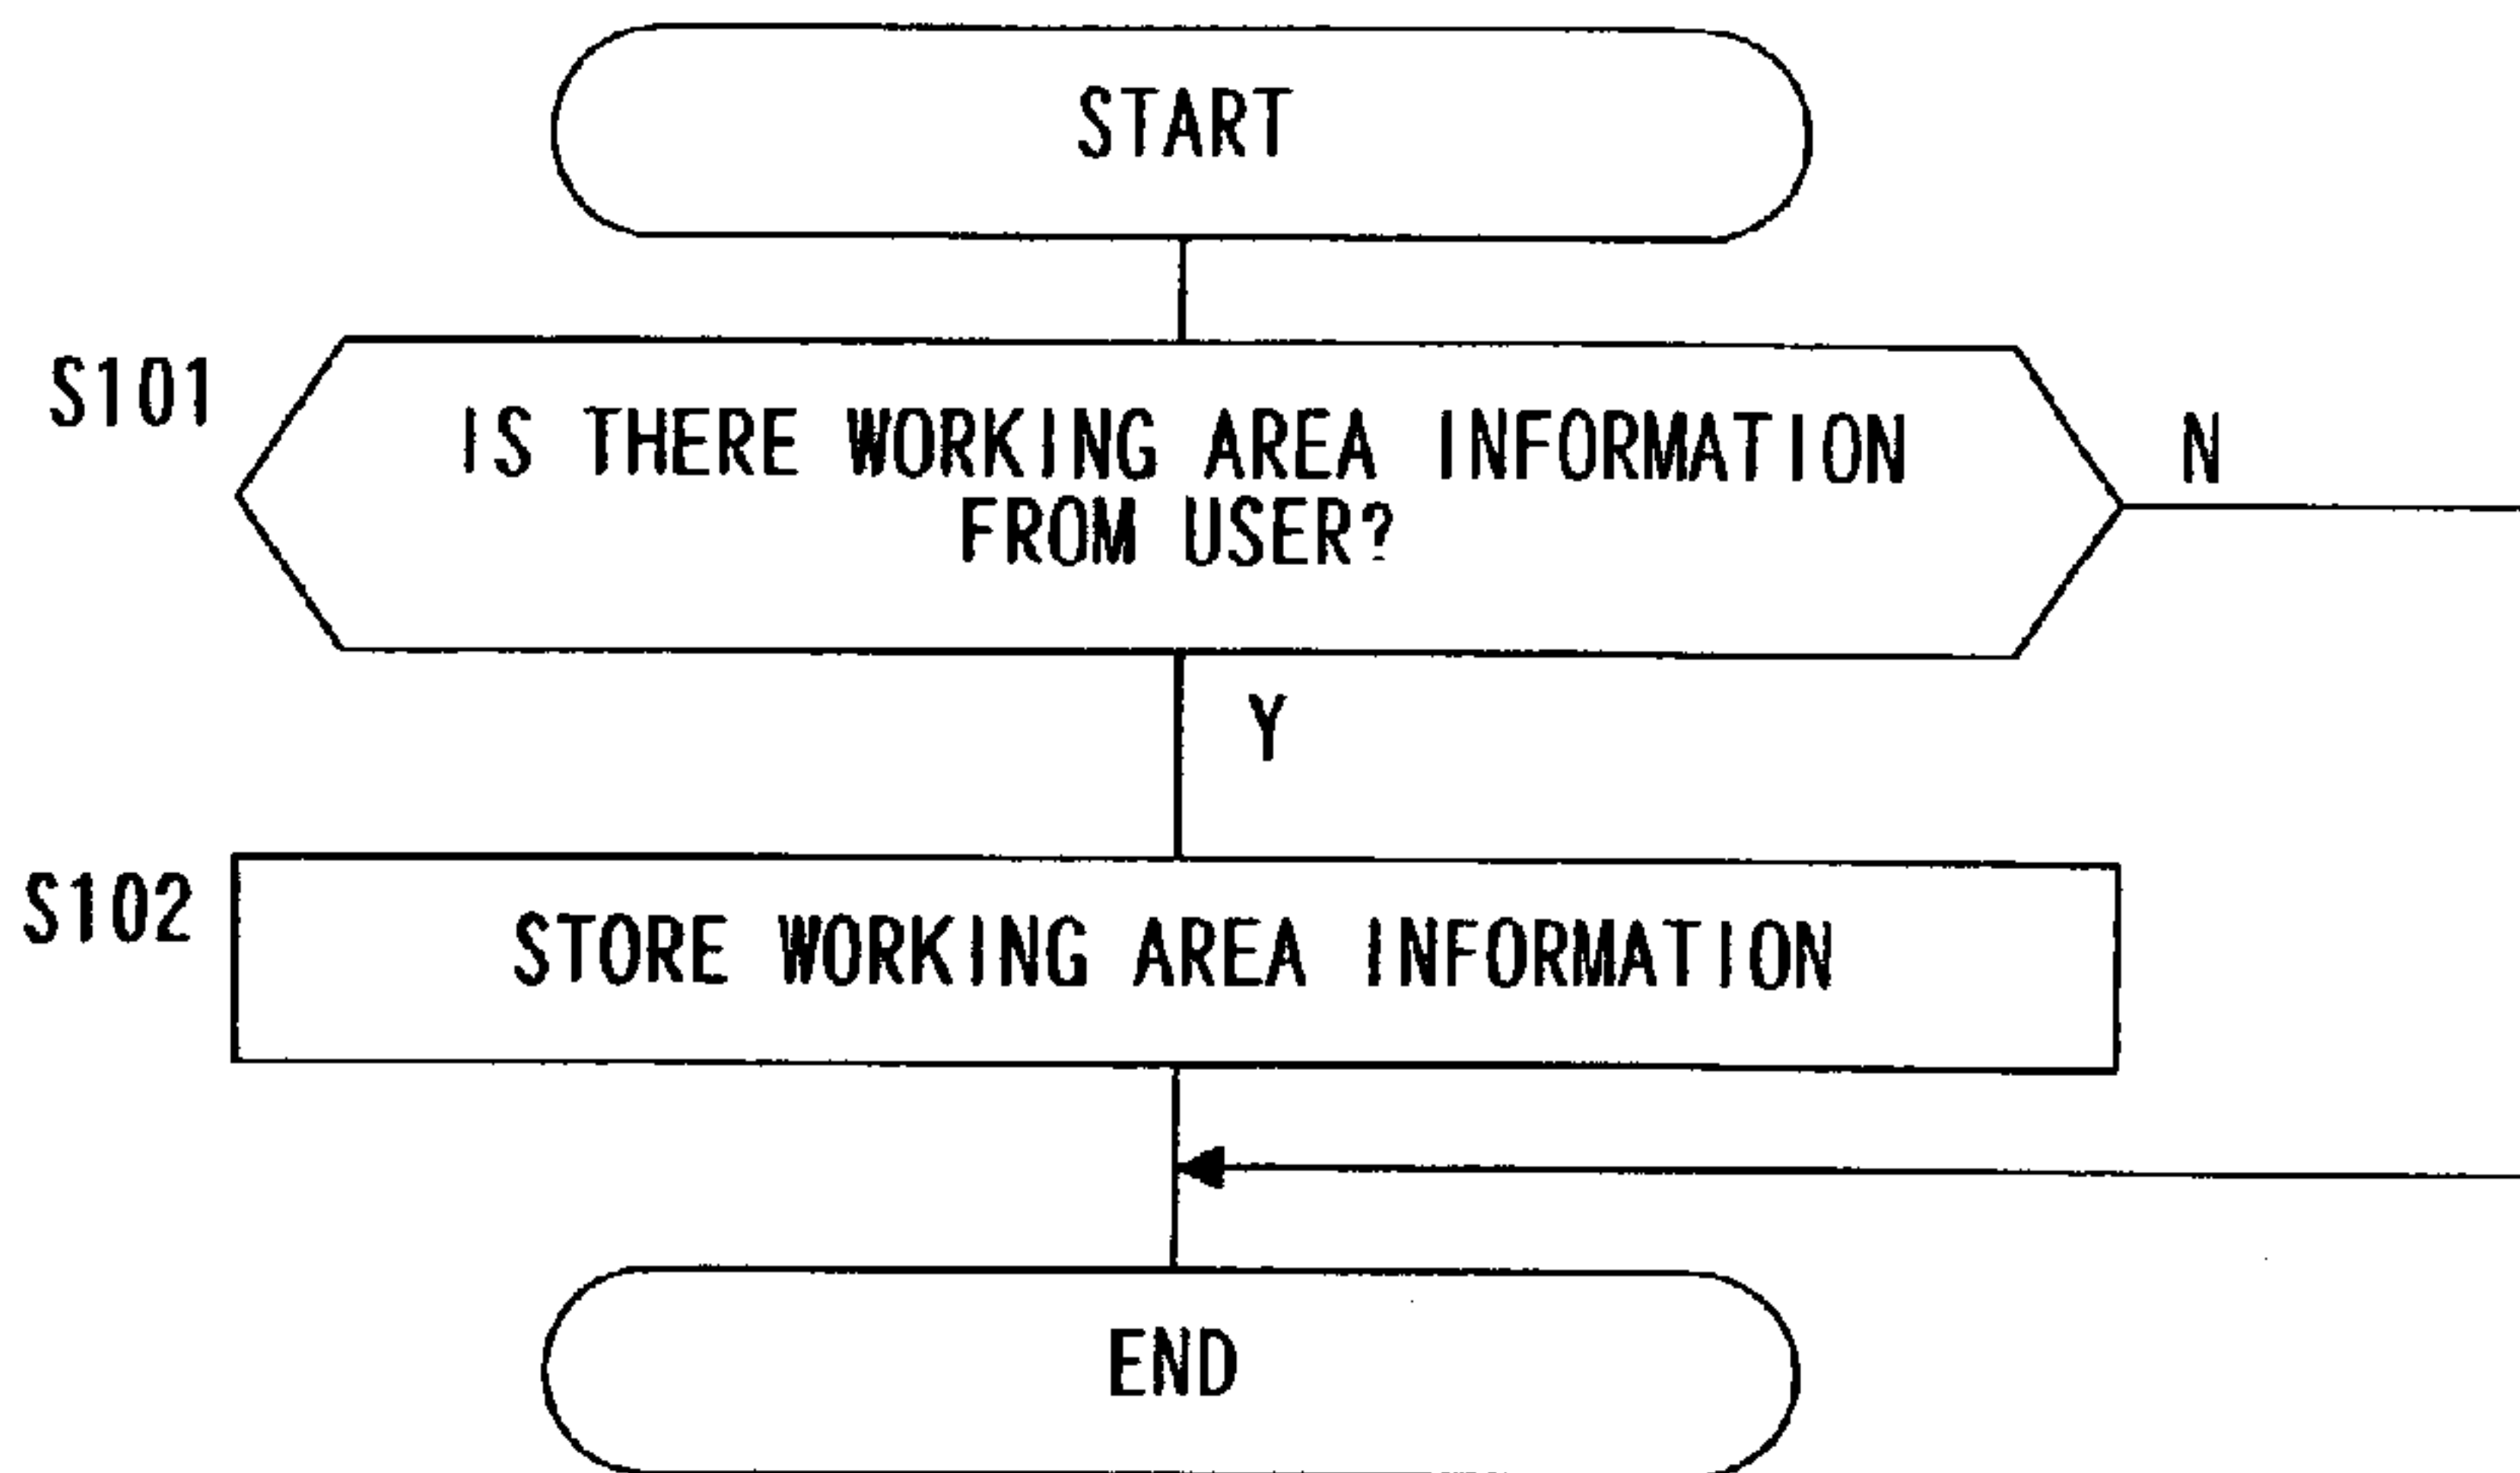 START
S101
IS THERE WORKING AREA INFORMATION
FROM USER?
N
Y
S102
STORE WORKING AREA INFORMATION
END